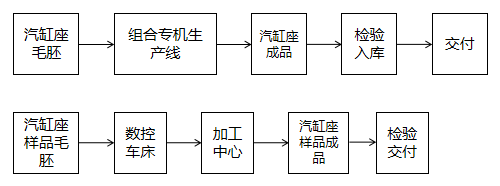 汽缸座
毛胚
组合专机生
产线
汽缸座
成品
检验
入库
交付
汽缸座
样品毛
胚
数控
车床
加工
中心
汽缸座
样品成
品
检验
交付